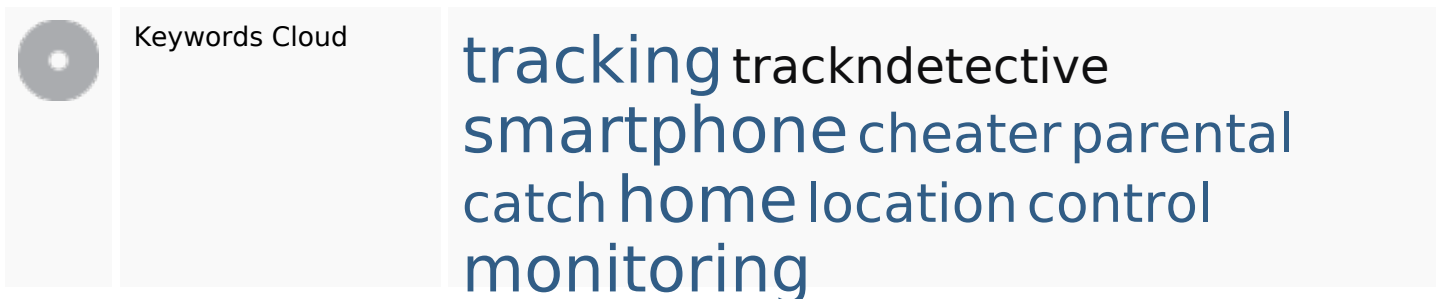 Keywords Cloud
tracking trackndetective
smartphone cheater parental
catch home location control
monitoring